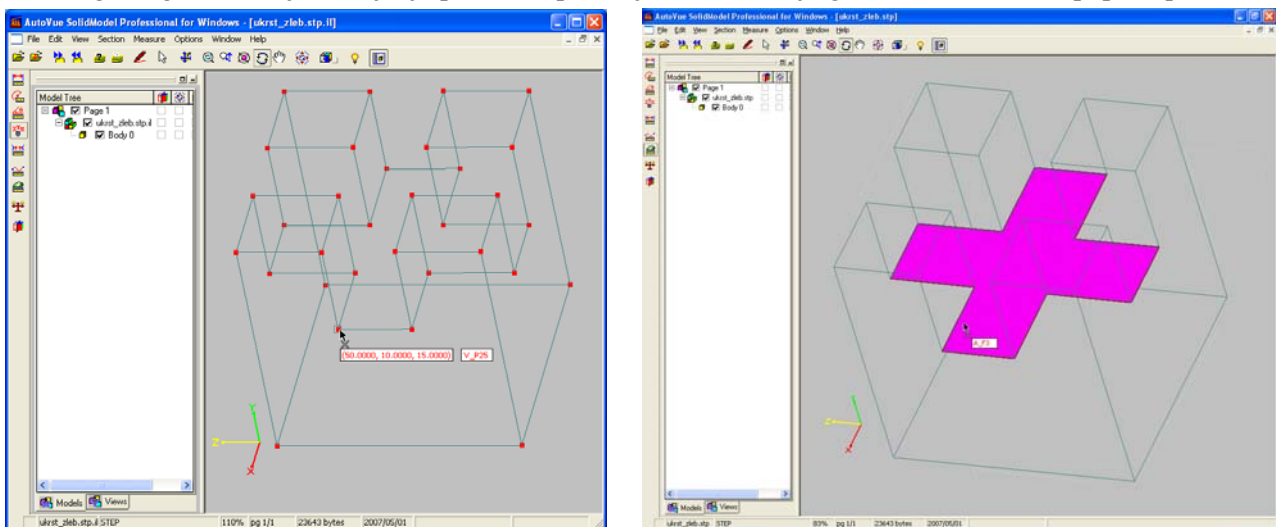 AutoVue SolidModel Professional for Windows - [ukrst_zleb.stp.il]
File Edit View Section Measure Options Window Help
Model Tree
Page 1
ukrst_zleb.stp.il
Body 0
(50.0000, 10.0000, 15.0000) V_P25
Y
Z
X
Models Views
ukrst_zleb.stp.il STEP 110% pg 1/1 23643 bytes 2007/05/01
AutoVue SolidModel Professional for Windows - [ukrst_zleb.stp]
File Edit View Section Measure Options Window Help
Model Tree
Page 1
ukrst_zleb.stp
Body 0
A_F3
X
Models Views
ukrst_zleb.stp STEP 83% pg 1/1 23643 bytes 2007/05/01